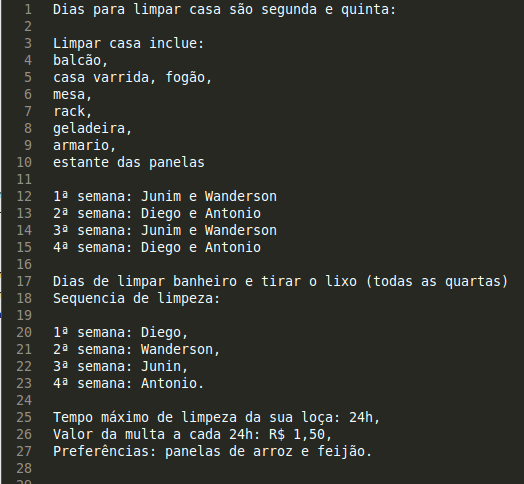 1 Dias para limpar casa são segunda e quinta:
2
3 Limpar casa inclue:
4 balcão,
5 casa varrida, fogão,
6 mesa,
7 rack,
8 geladeira,
9 armario,
10 estante das panelas
11
12 1ª semana: Junim e Wanderson
13 2ª semana: Diego e Antonio
14 3ª semana: Junim e Wanderson
15 4ª semana: Diego e Antonio
16
17 Dias de limpar banheiro e tirar o lixo (todas as quartas)
18 Sequencia de limpeza:
19
20 1ª semana: Diego,
21 2ª semana: Wanderson,
22 3ª semana: Junin,
23 4ª semana: Antonio.
24
25 Tempo máximo de limpeza da sua loça: 24h,
26 Valor da multa a cada 24h: R$ 1,50,
27 Preferências: panelas de arroz e feijão.
28